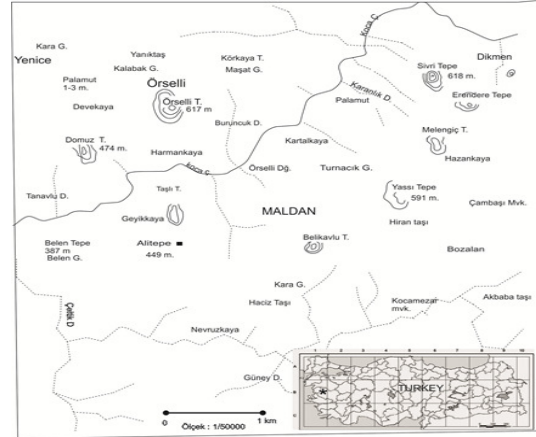 Koca Ç.
Kara G.
Yanıktaş
Yenice
Kalabak G.
Körkaya T.
Maşat G.
Sivri Tepe
618 m.
Dikmen
Palamut
1-3 m.
Örselli
Karanlık D.
Palamut
Erendere Tepe
Devekaya
Örselli T.
617 m
Buruncuk D.
Melengiç T.
Domuz T.
474 m.
Harmankaya
Kartalkaya
Hazankaya
koca Ç.
Örselli Dğ.
Turnacık G.
Tanavlu D.
Taşlı T.
Yassı Tepe
591 m.
Çambaşı Mvk.
Geyikkaya
MALDAN
Hiran taşı
Belen Tepe
387 m
Belen G.
Alitepe
449 m.
Belikavlu T.
Bozalan
Kara G.
Haciz Taşı
Kocamezar
mvk.
Akbaba taşı
Çeltik D
Nevruzkaya
Güney D.
TURKEY
0
1 km
Ölçek : 1/50000